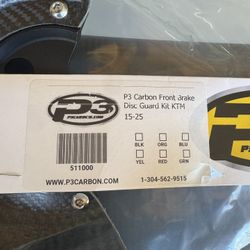 P3
P3CARBON.COM
P3 Carbon Front Brake
Disc Guard Kit KTM
15-25
511000
BLK ORG BLU
YEL RED GRN
WWW.P3CARBON.COM
1-304-562-9515